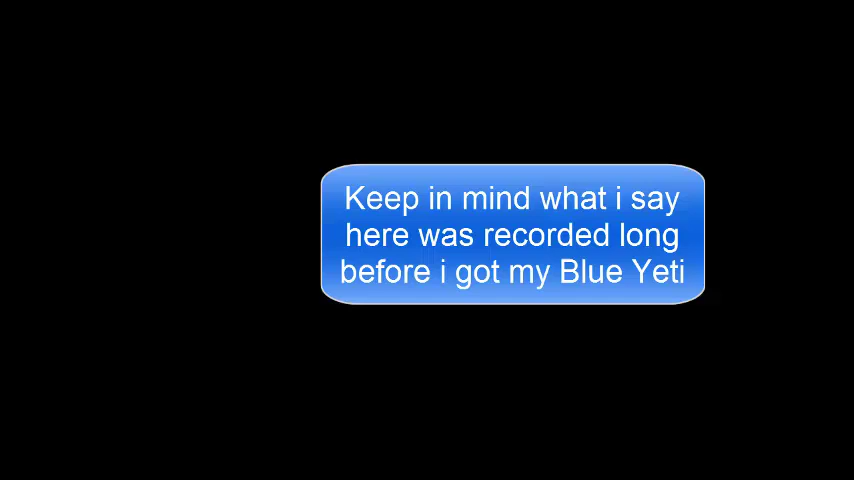 Keep in mind what i say
here was recorded long
before i got my Blue Yeti